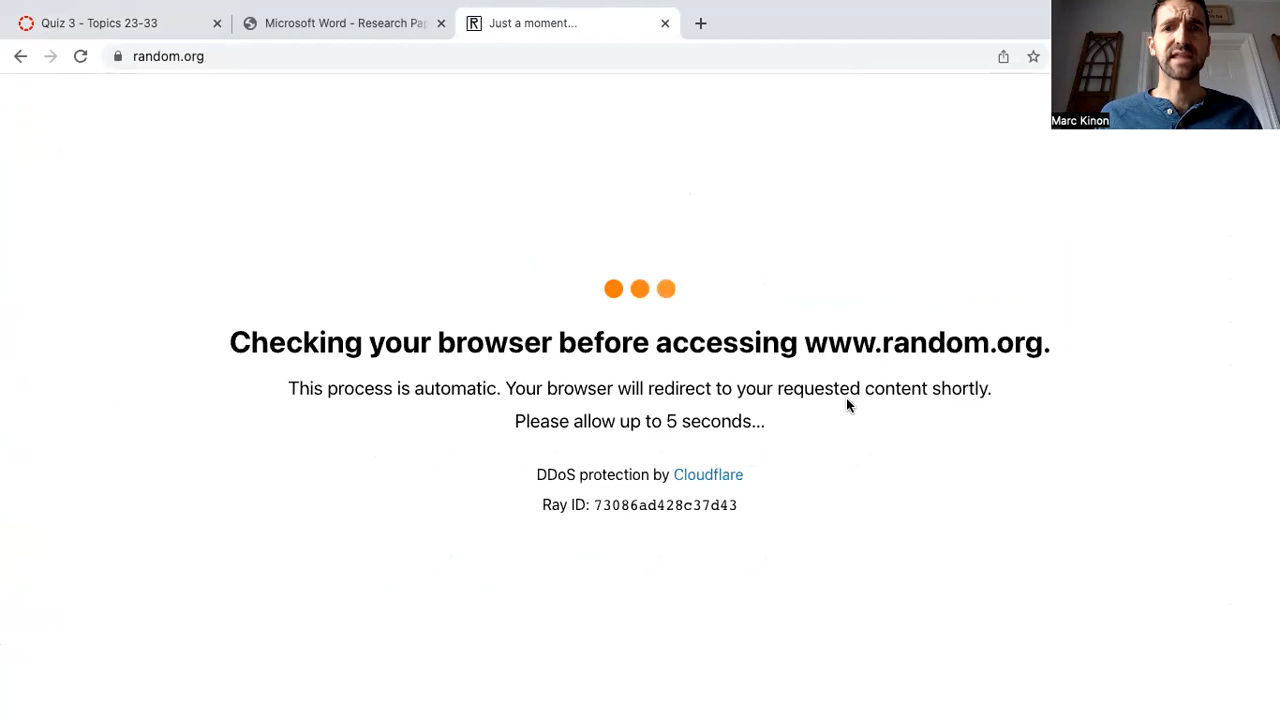 Quiz 3 - Topics 23-33
Microsoft Word - Research Pap
Just a moment...
random.org
Marc Kinon
Checking your browser before accessing www.random.org.
This process is automatic. Your browser will redirect to your requested content shortly.
Please allow up to 5 seconds...
DDoS protection by Cloudflare
Ray ID: 73086ad428c37d43